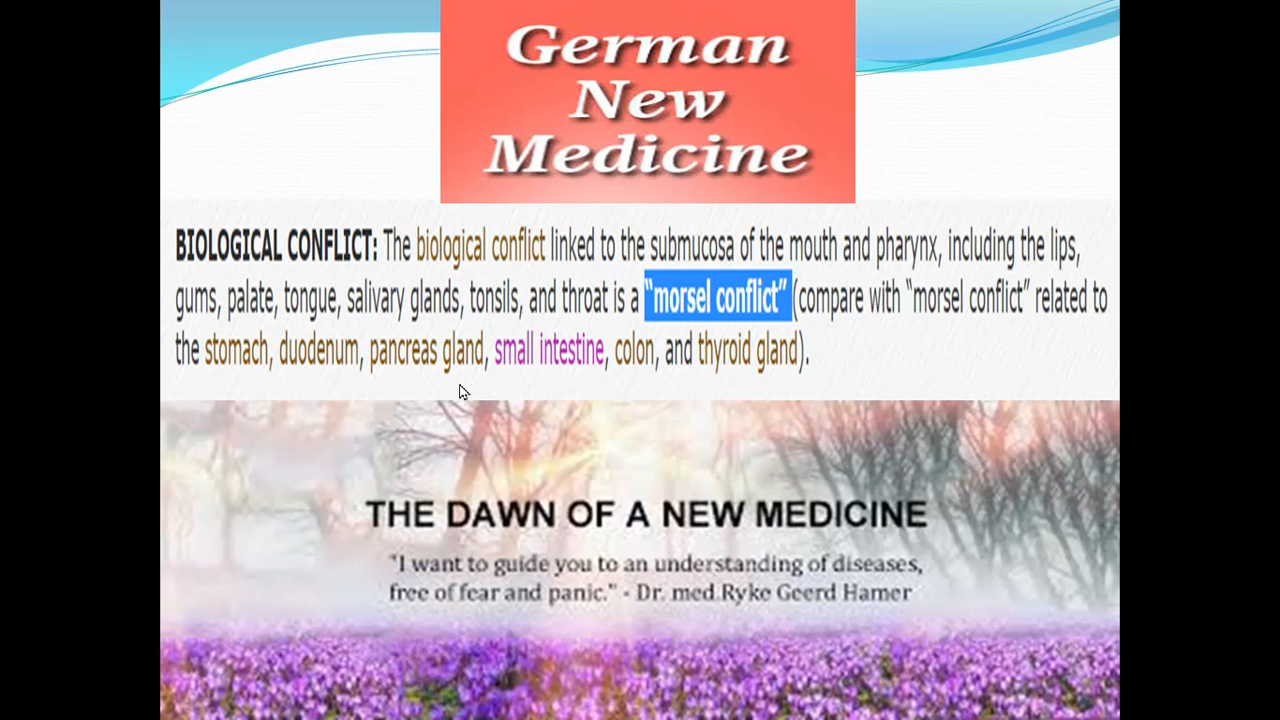 German
New
Medicine
BIOLOGICAL CONFLICT: The biological conflict linked to the submucosa of the mouth and pharynx, including the lips,
gums, palate, tongue, salivary glands, tonsils, and throat is a “morsel conflict” (compare with “morsel conflict” related to
the stomach, duodenum, pancreas gland, small intestine, colon, and thyroid gland).
THE DAWN OF A NEW MEDICINE
"I want to guide you to an understanding of diseases,
free of fear and panic." - Dr. med.Ryke Geerd Hamer